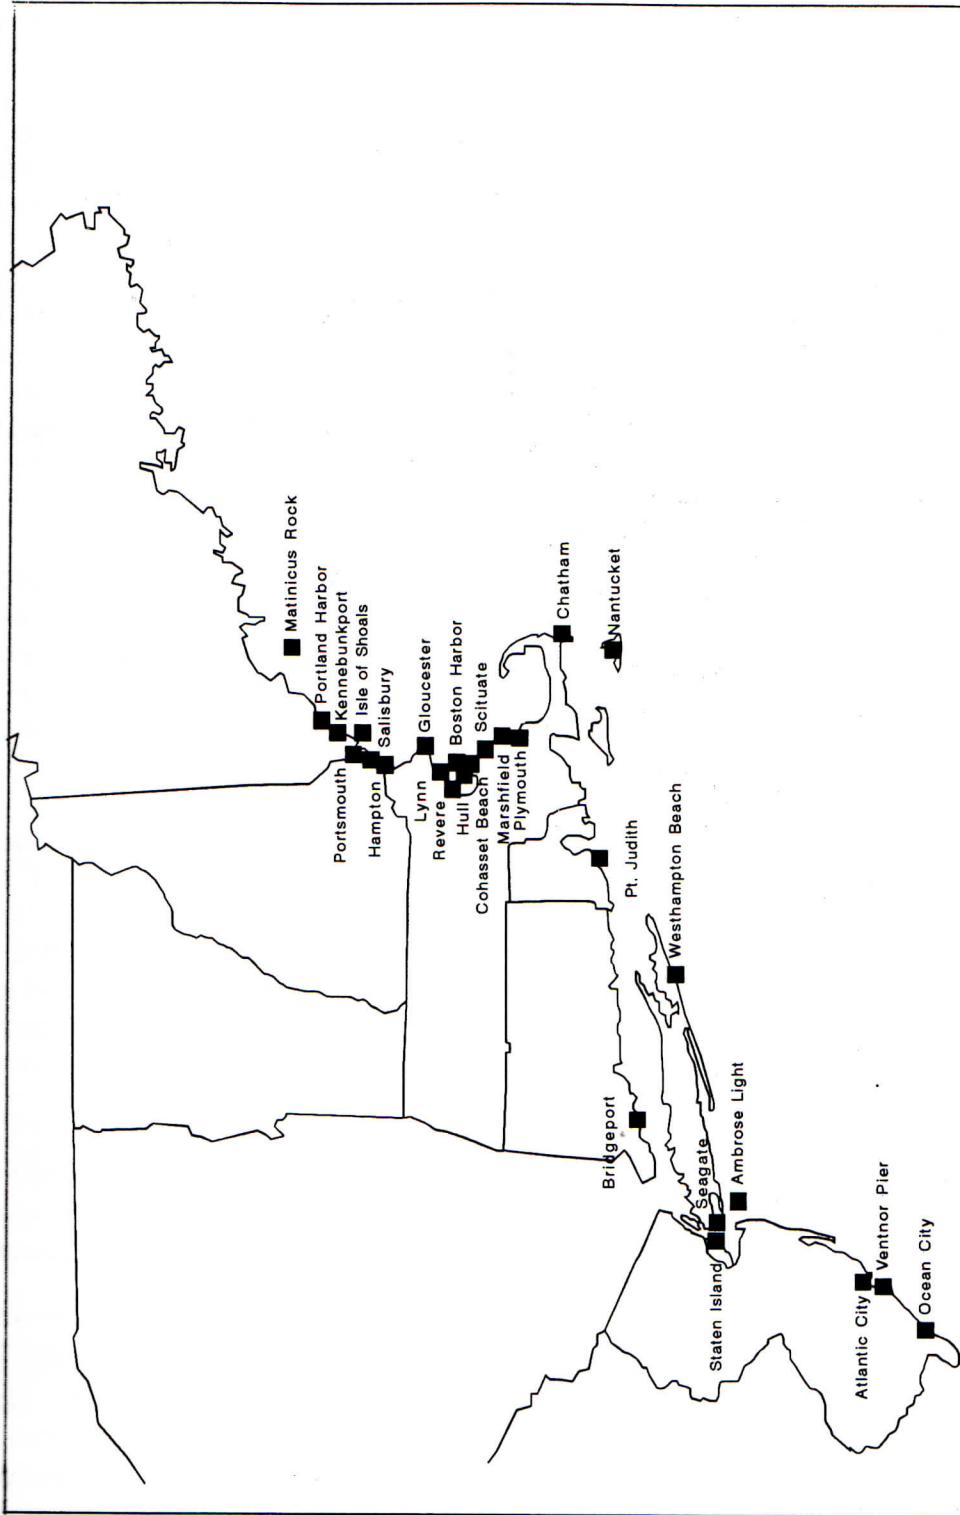 Matinicus Rock
Portland Harbor
Kennebunkport
Isle of Shoals
Portsmouth
Hampton
Salisbury
Gloucester
Lynn
Revere
Boston Harbor
Hull
Cohasset Beach
Scituate
Marshfield
Plymouth
Chatham
Nantucket
Pt. Judith
Westhampton Beach
Bridgeport
Seagate
Ambrose Light
Staten Island
Atlantic City
Ventnor Pier
Ocean City